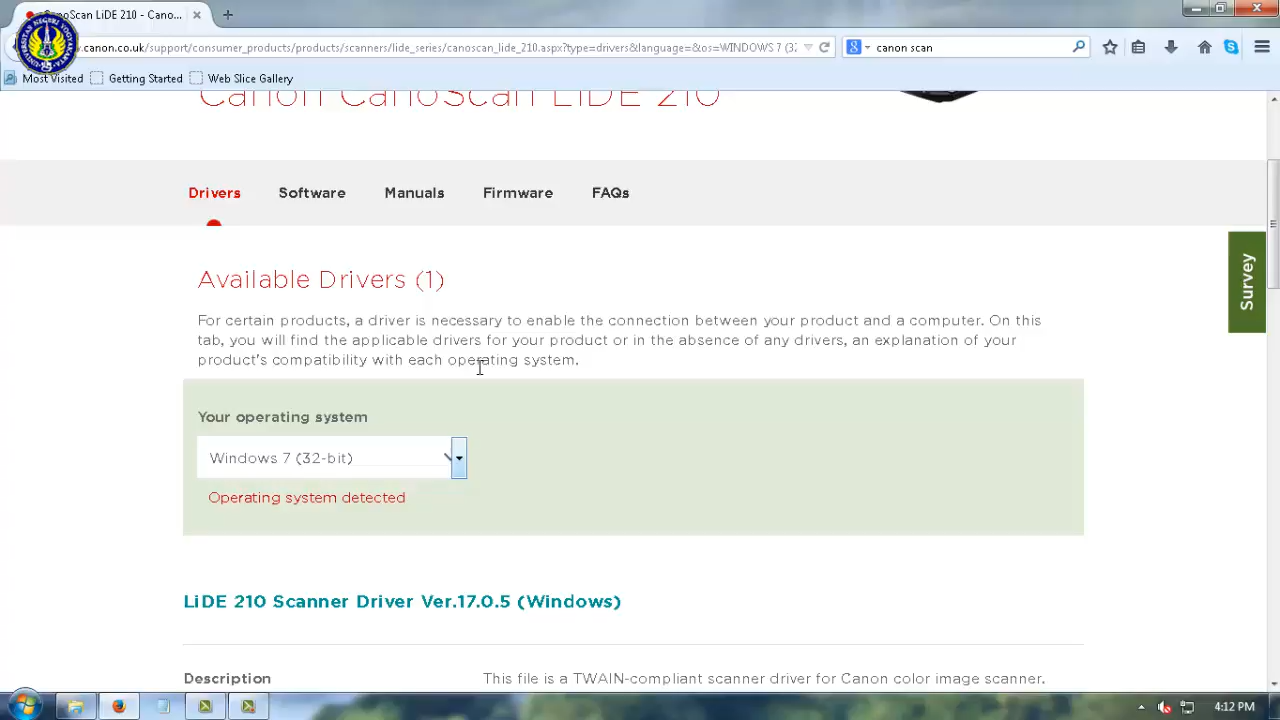 CanoScan LiDE 210 - Cano...
.canon.co.uk/support/consumer_products/products/scanner/lide_series/canoscan_lide_210.aspx?type=drivers&language=&os=WINDOWS 7 (32
canon scan
Most Visited
Getting Started
Web Slice Gallery
Canon CanoScan LiDE 210
Drivers
Software
Manuals
Firmware
FAQs
Survey
Available Drivers (1)
For certain products, a driver is necessary to enable the connection between your product and a computer. On this
tab, you will find the applicable drivers for your product or in the absence of any drivers, an explanation of your
product's compatibility with each operating system.
Your operating system
Windows 7 (32-bit)
Operating system detected
LiDE 210 Scanner Driver Ver.17.0.5 (Windows)
Description
This file is a TWAIN-compliant scanner driver for Canon color image scanner.
4:12 PM